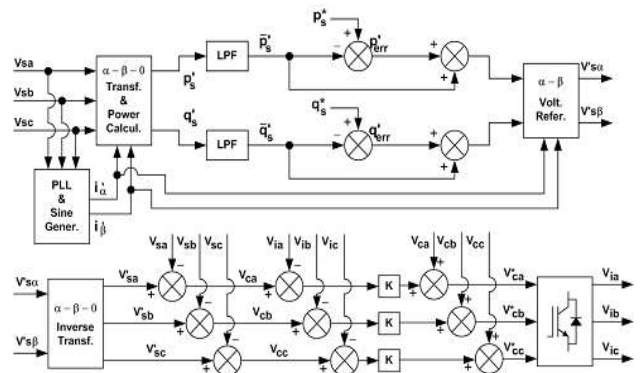 p_s* 
Vsa
Vsb
Vsc
α – β – 0
Transf.
&
Power
Calcul.
p's
LPF
p̄'s
+
−
p'err
+
+
q's
LPF
q̄'s
q_s*
+
−
q'err
+
+
α – β
Volt.
Refer.
V'sα
V'sβ
PLL
&
Sine
Gener.
i'α
i'β
Vsa
Vsb
Vsc
Via
Vib
Vic
Vca
Vcb
Vcc
V'sα
V'sβ
α – β – 0
Inverse
Transf.
V'sa
+
−
Vca
+
−
K
+
+
V*ca
Via
V'sb
+
−
Vcb
+
−
K
+
+
V*cb
Vib
V'sc
+
−
Vcc
+
−
K
+
+
V*cc
Vic